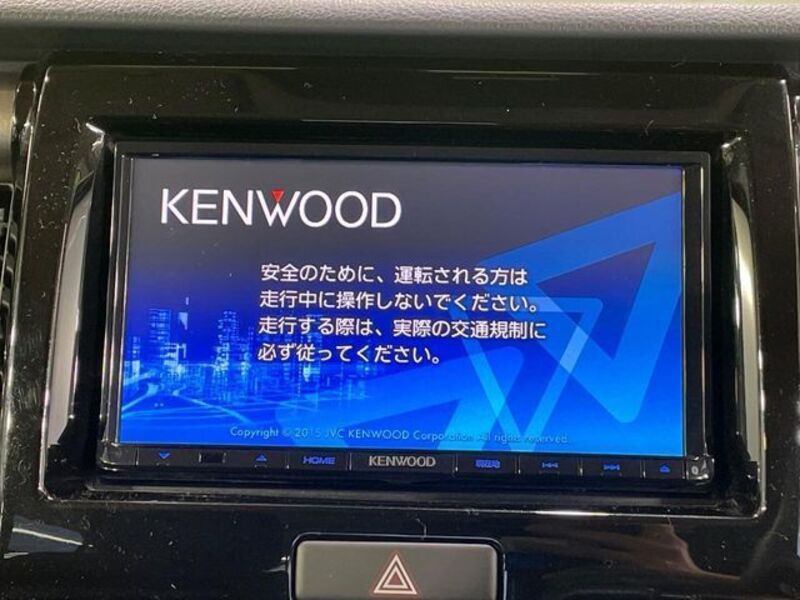 KENWOOD
安全のために、運転される方は
走行中に操作しないでください。
走行する際は、実際の交通規制に
必ず従ってください。
Copyright © 2015 JVC KENWOOD Corporation All rights reserved.
HOME KENWOOD 現在地